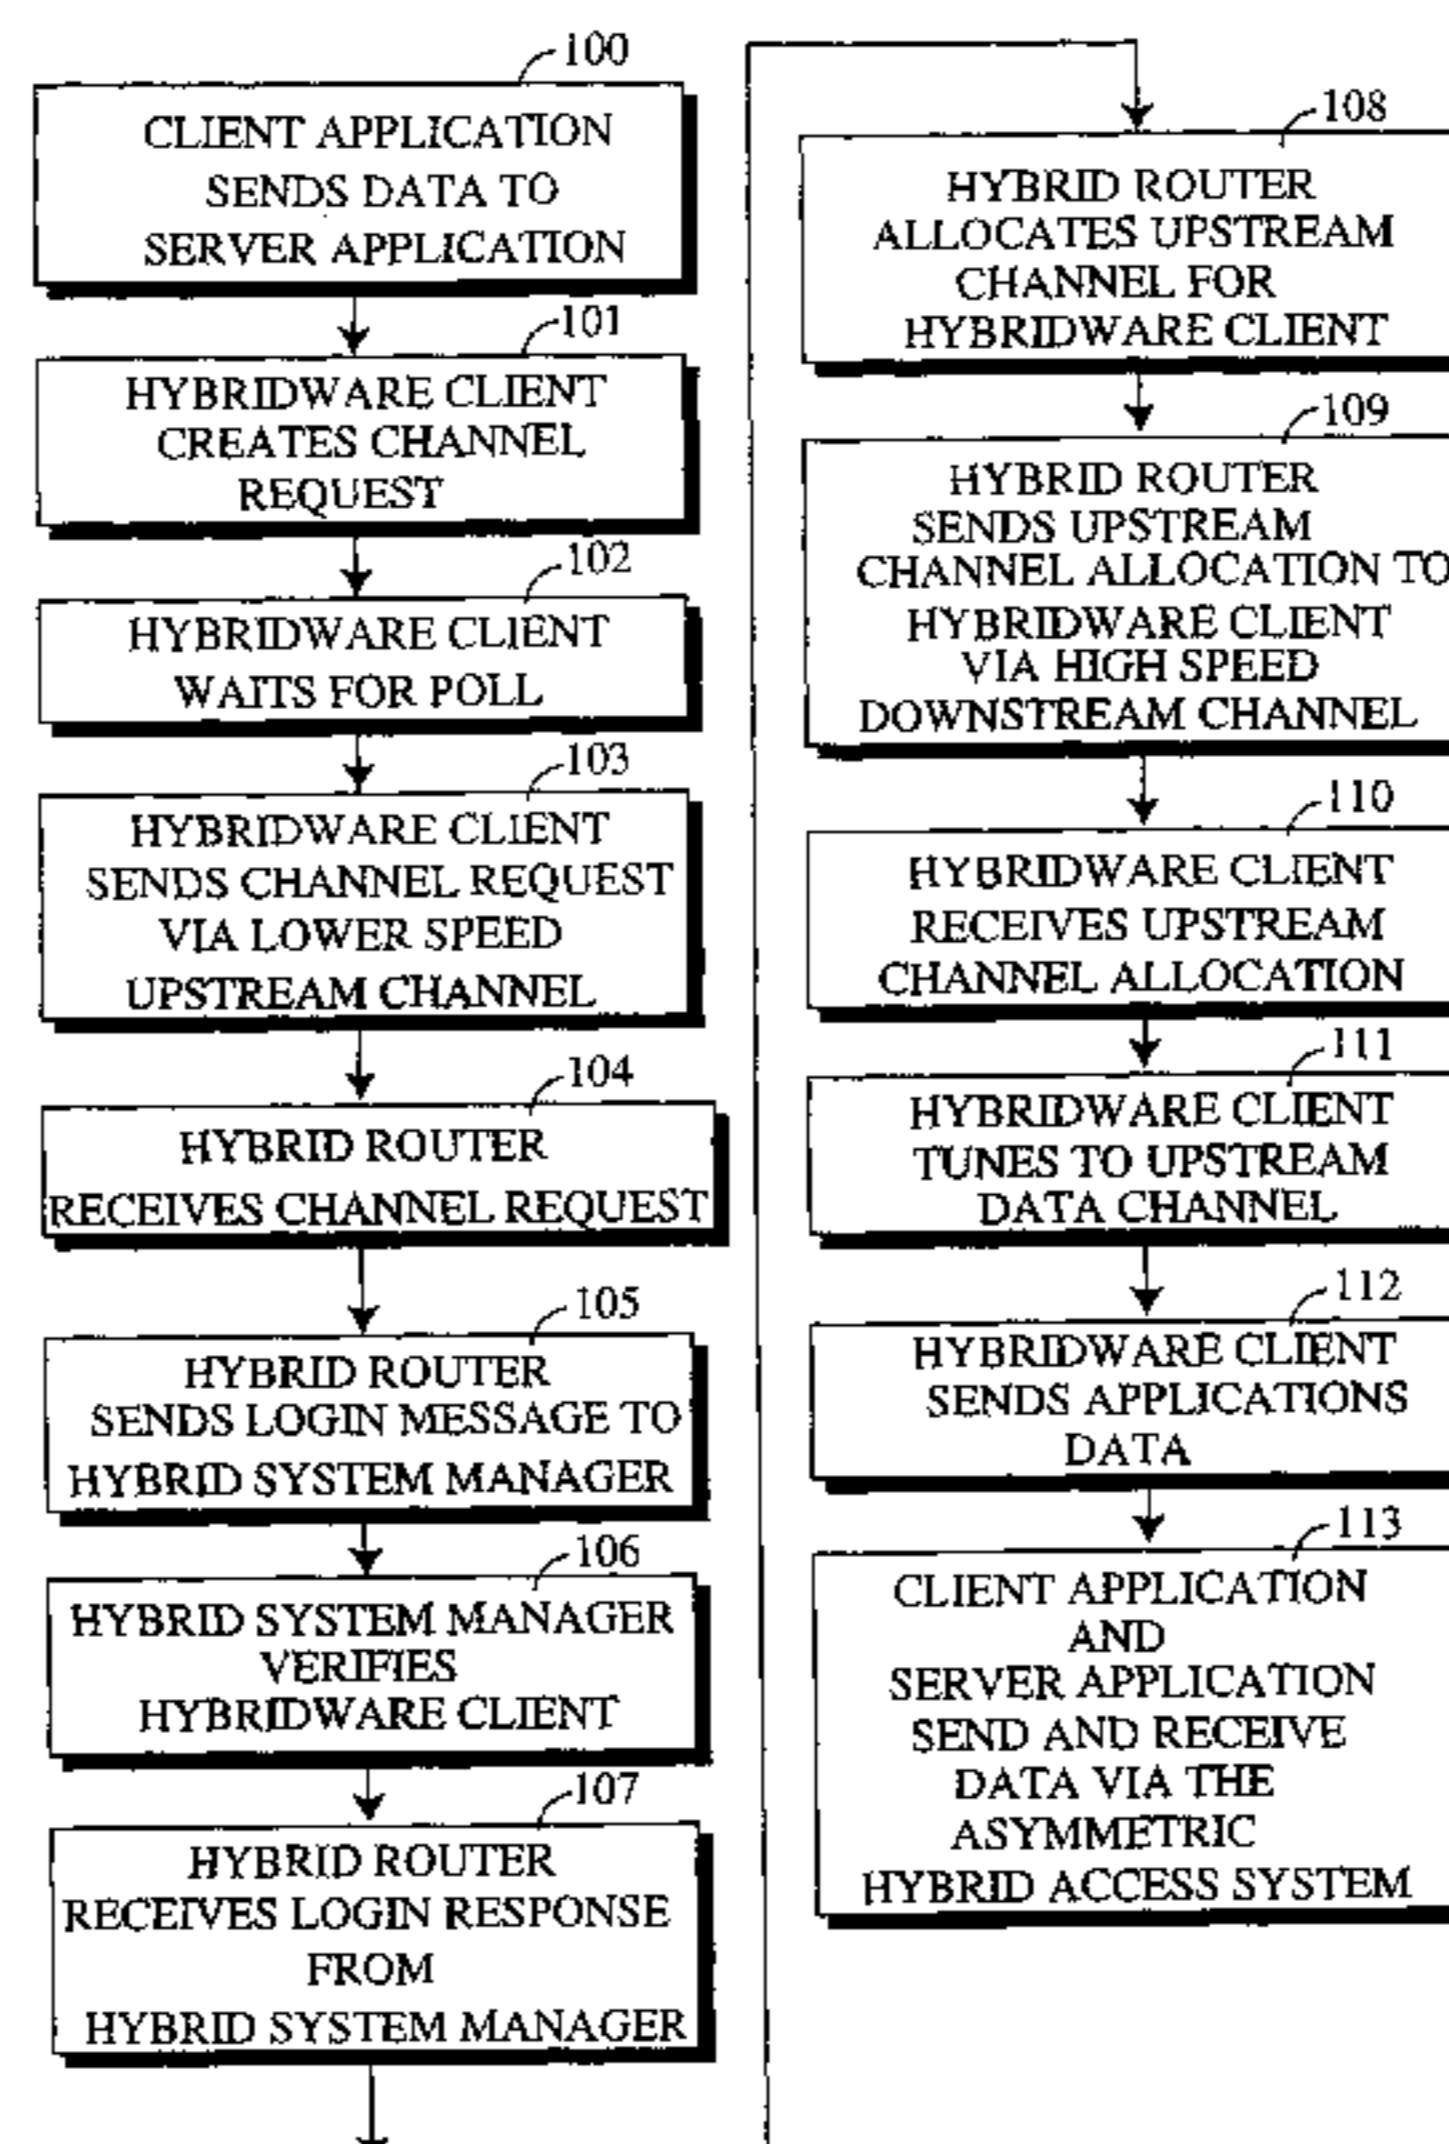 100
CLIENT APPLICATION
SENDS DATA TO
SERVER APPLICATION
101
HYBRIDWARE CLIENT
CREATES CHANNEL
REQUEST
102
HYBRIDWARE CLIENT
WAITS FOR POLL
103
HYBRIDWARE CLIENT
SENDS CHANNEL REQUEST
VIA LOWER SPEED
UPSTREAM CHANNEL
104
HYBRID ROUTER
RECEIVES CHANNEL REQUEST
105
HYBRID ROUTER
SENDS LOGIN MESSAGE TO
HYBRID SYSTEM MANAGER
106
HYBRID SYSTEM MANAGER
VERIFIES
HYBRIDWARE CLIENT
107
HYBRID ROUTER
RECEIVES LOGIN RESPONSE
FROM
HYBRID SYSTEM MANAGER
108
HYBRID ROUTER
ALLOCATES UPSTREAM
CHANNEL FOR
HYBRIDWARE CLIENT
109
HYBRID ROUTER
SENDS UPSTREAM
CHANNEL ALLOCATION TO
HYBRIDWARE CLIENT
VIA HIGH SPEED
DOWNSTREAM CHANNEL
110
HYBRIDWARE CLIENT
RECEIVES UPSTREAM
CHANNEL ALLOCATION
111
HYBRIDWARE CLIENT
TUNES TO UPSTREAM
DATA CHANNEL
112
HYBRIDWARE CLIENT
SENDS APPLICATIONS
DATA
113
CLIENT APPLICATION
AND
SERVER APPLICATION
SEND AND RECEIVE
DATA VIA THE
ASYMMETRIC
HYBRID ACCESS SYSTEM